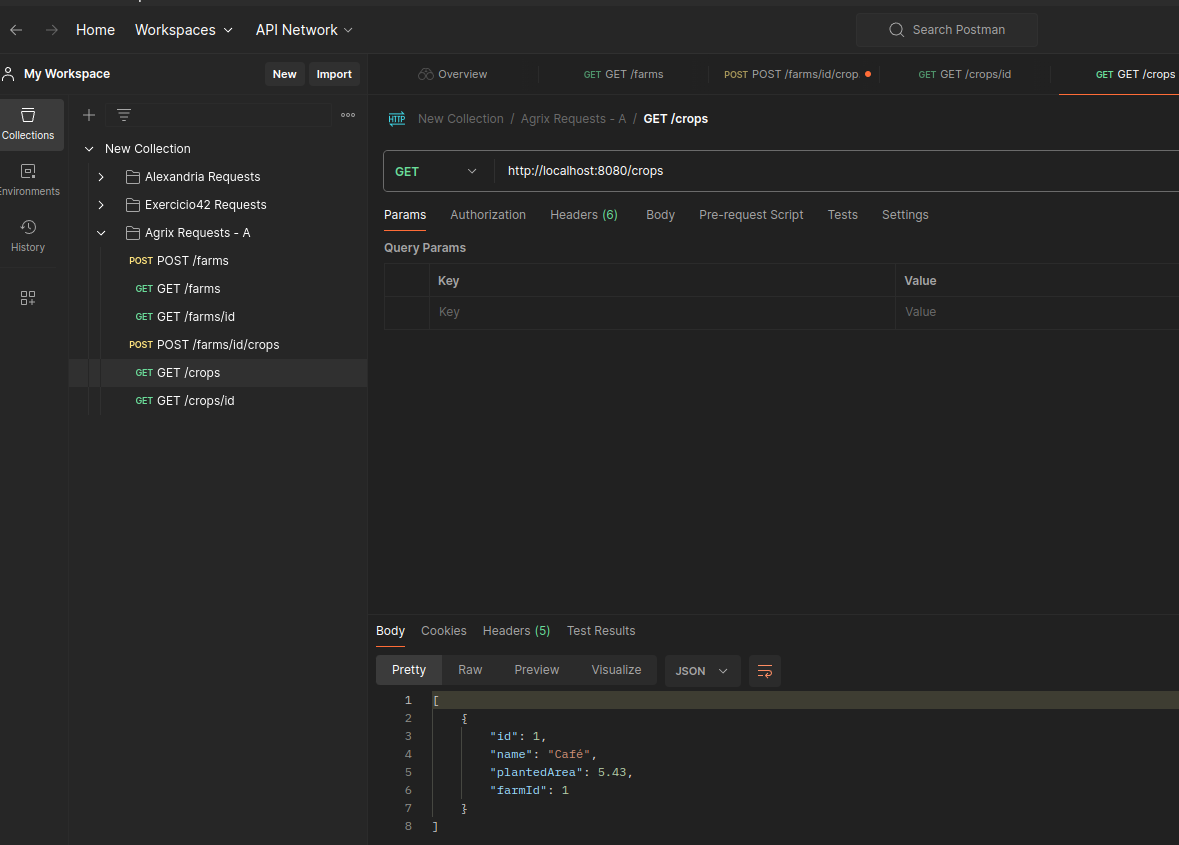 Home Workspaces API Network Search Postman
My Workspace New Import
Overview GET GET /farms POST POST /farms/id/crop GET GET /crops/id GET GET /crops
Collections
Environments
History
New Collection
Alexandria Requests
Exercicio42 Requests
Agrix Requests - A
POST POST /farms
GET GET /farms
GET GET /farms/id
POST POST /farms/id/crops
GET GET /crops
GET GET /crops/id
HTTP New Collection / Agrix Requests - A / GET /crops
GET http://localhost:8080/crops
Params Authorization Headers (6) Body Pre-request Script Tests Settings
Query Params
Key Value
Key Value
Body Cookies Headers (5) Test Results
Pretty Raw Preview Visualize JSON
1 [
2 {
3 "id": 1,
4 "name": "Café",
5 "plantedArea": 5.43,
6 "farmId": 1
7 }
8 ]